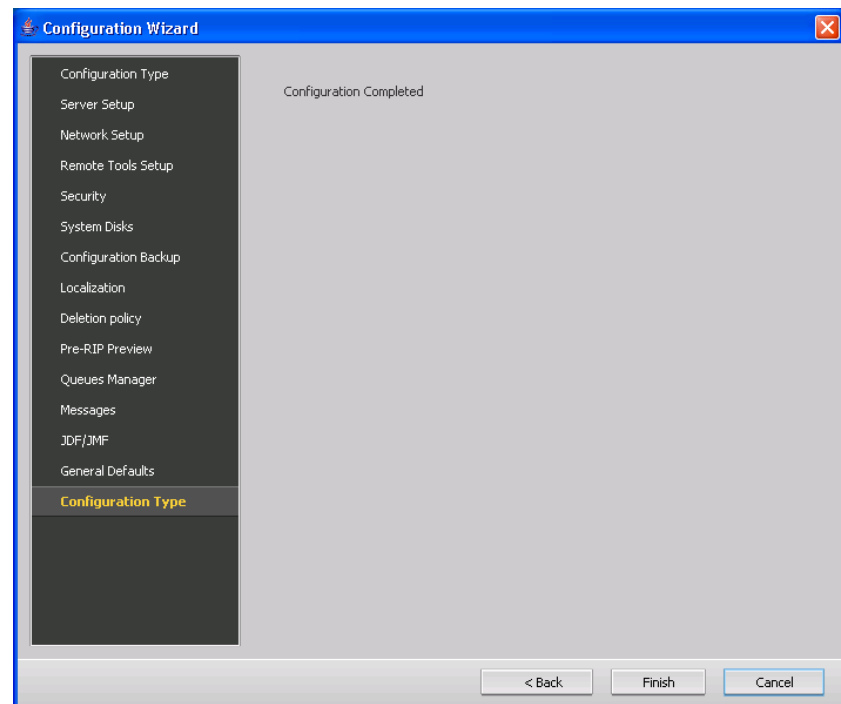 Configuration Wizard
Configuration Type
Server Setup
Network Setup
Remote Tools Setup
Security
System Disks
Configuration Backup
Localization
Deletion policy
Pre-RIP Preview
Queues Manager
Messages
JDF/JMF
General Defaults
Configuration Type
Configuration Completed
< Back
Finish
Cancel